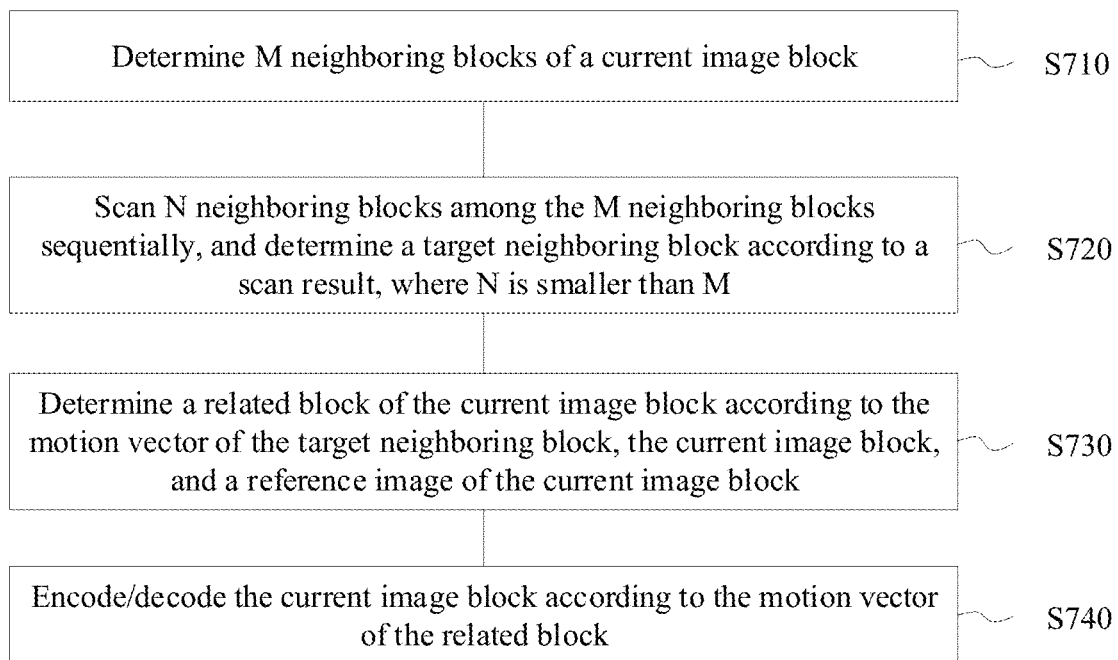 Determine M neighboring blocks of a current image block
S710
Scan N neighboring blocks among the M neighboring blocks
sequentially, and determine a target neighboring block according to a
scan result, where N is smaller than M
S720
Determine a related block of the current image block according to the
motion vector of the target neighboring block, the current image block,
and a reference image of the current image block
S730
Encode/decode the current image block according to the motion vector
of the related block
S740